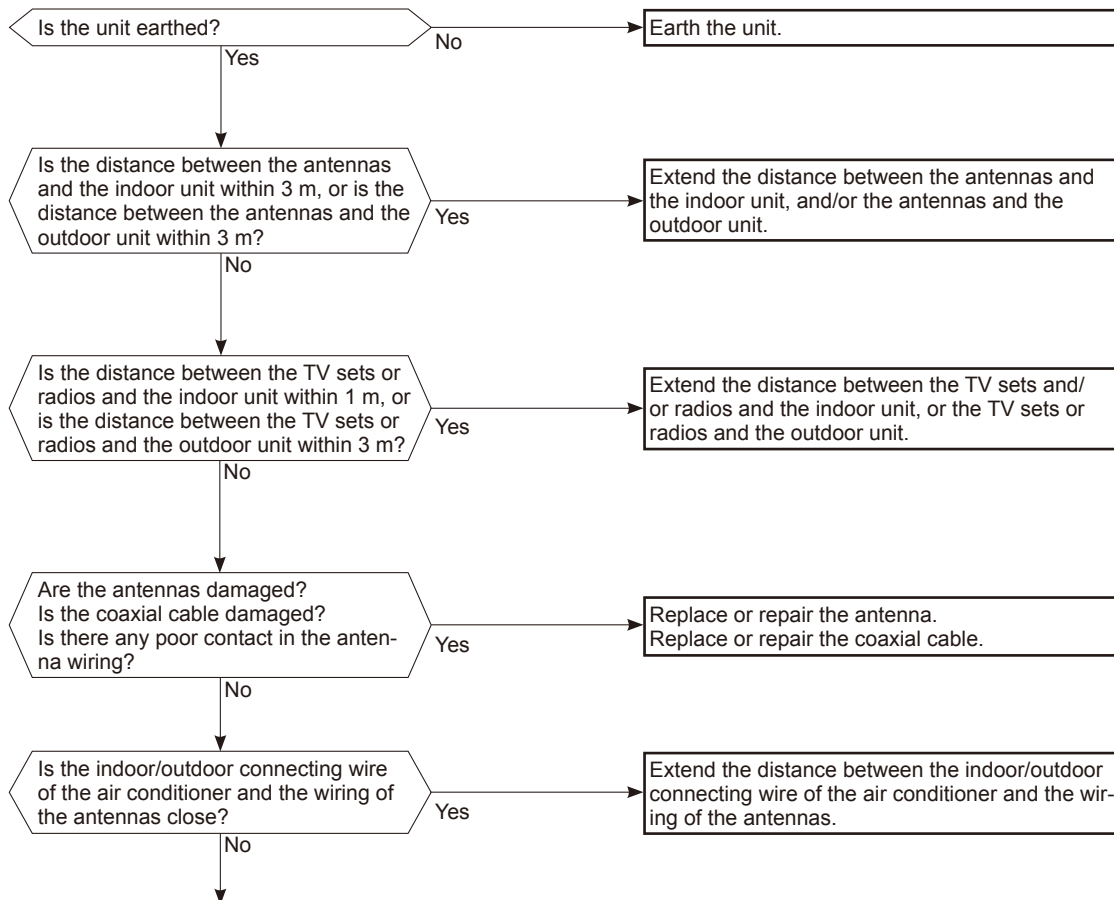 Is the unit earthed?
No
Earth the unit.
Yes
Is the distance between the antennas
and the indoor unit within 3 m, or is the
distance between the antennas and the
outdoor unit within 3 m?
Yes
Extend the distance between the antennas and
the indoor unit, and/or the antennas and the
outdoor unit.
No
Is the distance between the TV sets or
radios and the indoor unit within 1 m, or
is the distance between the TV sets or
radios and the outdoor unit within 3 m?
Yes
Extend the distance between the TV sets and/
or radios and the indoor unit, or the TV sets or
radios and the outdoor unit.
No
Are the antennas damaged?
Is the coaxial cable damaged?
Is there any poor contact in the anten-
na wiring?
Yes
Replace or repair the antenna.
Replace or repair the coaxial cable.
No
Is the indoor/outdoor connecting wire
of the air conditioner and the wiring of
the antennas close?
Yes
Extend the distance between the indoor/outdoor
connecting wire of the air conditioner and the wir-
ing of the antennas.
No